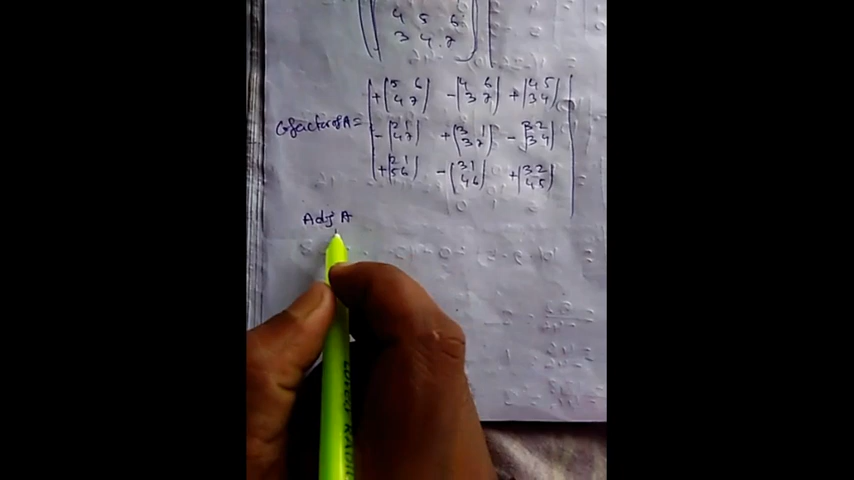 4 5 6
3 4 7
Cofactor of A = +|5 6 4 7| -|4 6 3 7| +|4 5 3 4|
-|2 1 4 7| +|3 1 3 7| -|3 2 3 4|
+|2 1 5 6| -|3 1 4 6| +|3 2 4 5|
Adj A